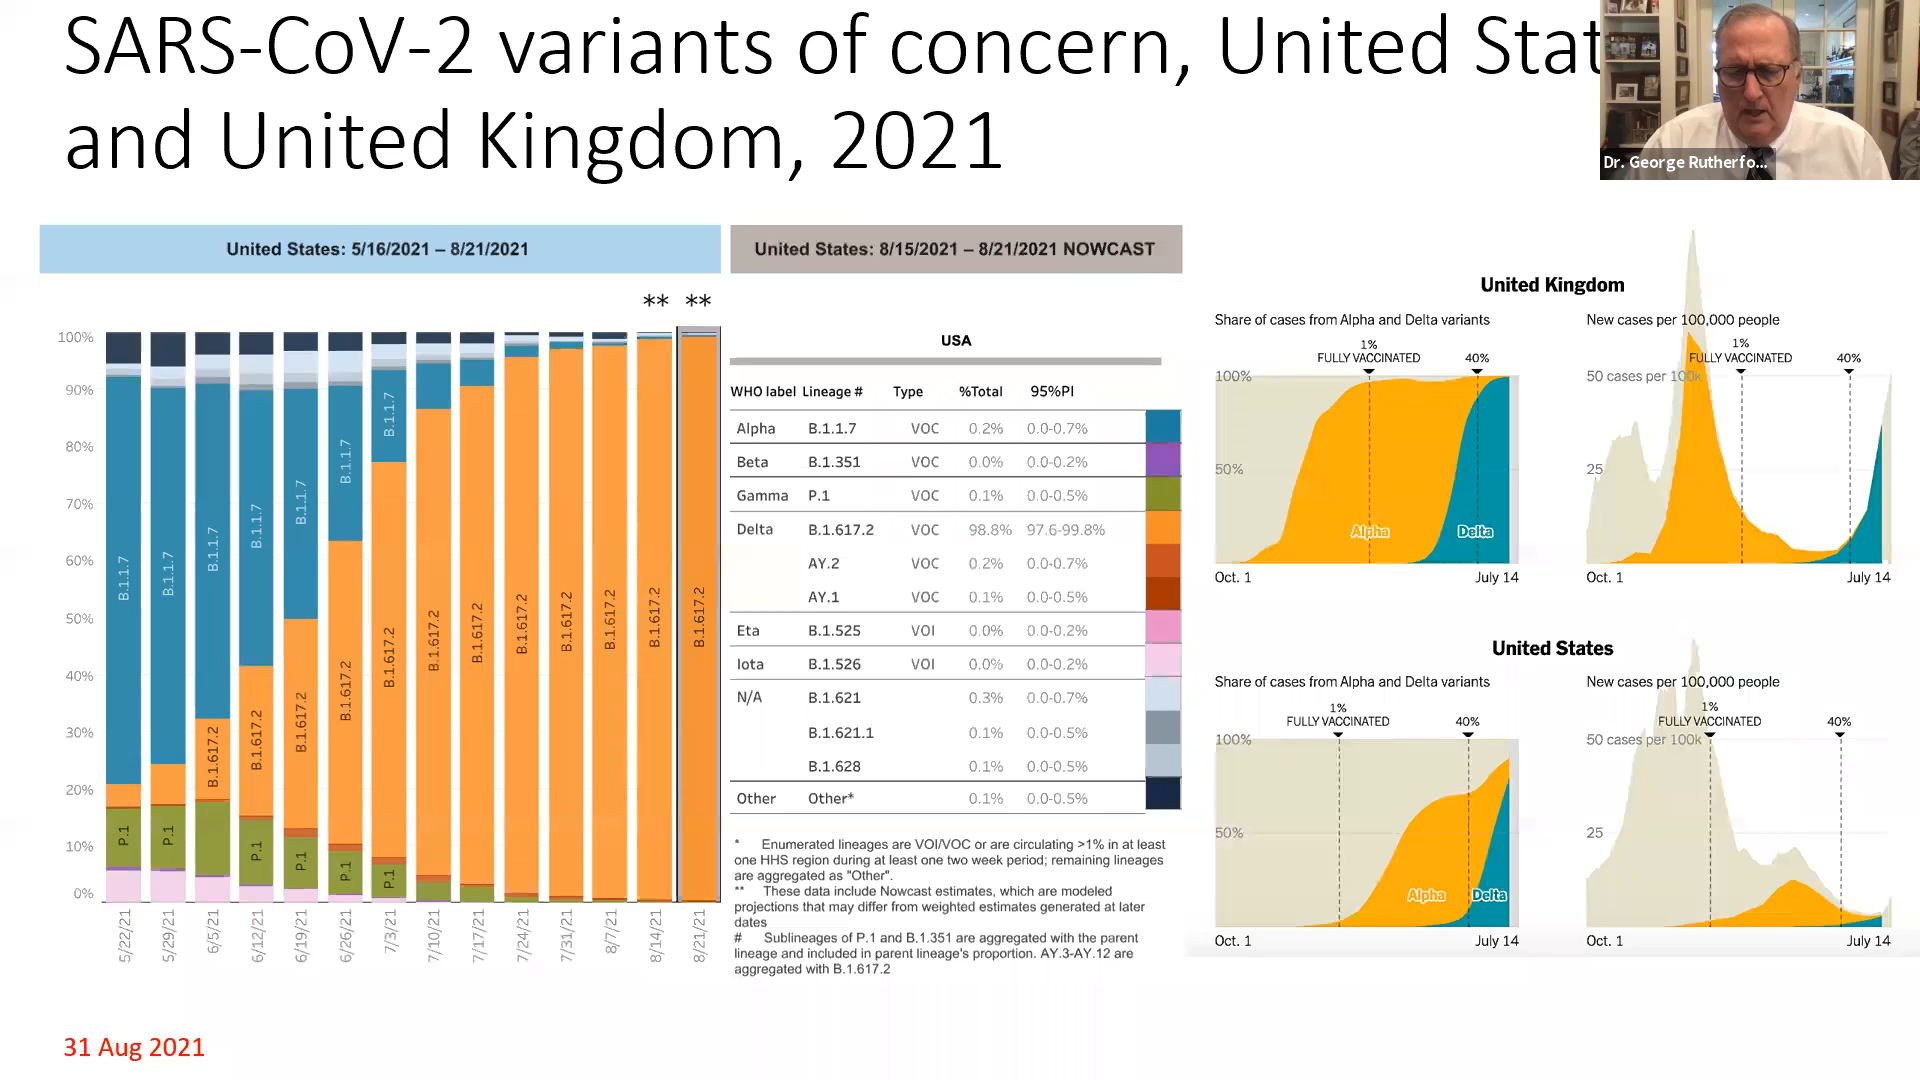 SARS-CoV-2 variants of concern, United Stat
and United Kingdom, 2021
Dr. George Rutherfo...
United States: 5/16/2021 – 8/21/2021
** **
100%
90%
80%
70%
60%
50%
40%
30%
20%
10%
0%
B.1.1.7
B.1.1.7
B.1.1.7
B.1.1.7
B.1.1.7
B.1.1.7
B.1.1.7
B.1.617.2
B.1.617.2
B.1.617.2
B.1.617.2
B.1.617.2
B.1.617.2
B.1.617.2
B.1.617.2
B.1.617.2
B.1.617.2
B.1.617.2
B.1.617.2
P.1
P.1
P.1
P.1
P.1
P.1
5/22/21
5/29/21
6/5/21
6/12/21
6/19/21
6/26/21
7/3/21
7/10/21
7/17/21
7/24/21
7/31/21
8/7/21
8/14/21
8/21/21
United States: 8/15/2021 – 8/21/2021 NOWCAST
USA
WHO label Lineage # Type %Total 95%PI
Alpha B.1.1.7 VOC 0.2% 0.0-0.7%
Beta B.1.351 VOC 0.0% 0.0-0.2%
Gamma P.1 VOC 0.1% 0.0-0.5%
Delta B.1.617.2 VOC 98.8% 97.6-99.8%
AY.2 VOC 0.2% 0.0-0.7%
AY.1 VOC 0.1% 0.0-0.5%
Eta B.1.525 VOI 0.0% 0.0-0.2%
Iota B.1.526 VOI 0.0% 0.0-0.2%
N/A B.1.621 0.3% 0.0-0.7%
B.1.621.1 0.1% 0.0-0.5%
B.1.628 0.1% 0.0-0.5%
Other Other* 0.1% 0.0-0.5%
* Enumerated lineages are VOI/VOC or are circulating >1% in at least
one HHS region during at least one two week period; remaining lineages
are aggregated as "Other".
** These data include Nowcast estimates, which are modeled
projections that may differ from weighted estimates generated at later
dates
# Sublineages of P.1 and B.1.351 are aggregated with the parent
lineage and included in parent lineage's proportion. AY.3-AY.12 are
aggregated with B.1.617.2
United Kingdom
Share of cases from Alpha and Delta variants
1%
FULLY VACCINATED 40%
100%
50%
Alpha
Delta
Oct. 1 July 14
New cases per 100,000 people
1%
FULLY VACCINATED 40%
50 cases per 100k
25
Oct. 1 July 14
United States
Share of cases from Alpha and Delta variants
1%
FULLY VACCINATED 40%
100%
50%
Alpha
Delta
Oct. 1 July 14
New cases per 100,000 people
1%
FULLY VACCINATED 40%
50 cases per 100k
25
Oct. 1 July 14
31 Aug 2021